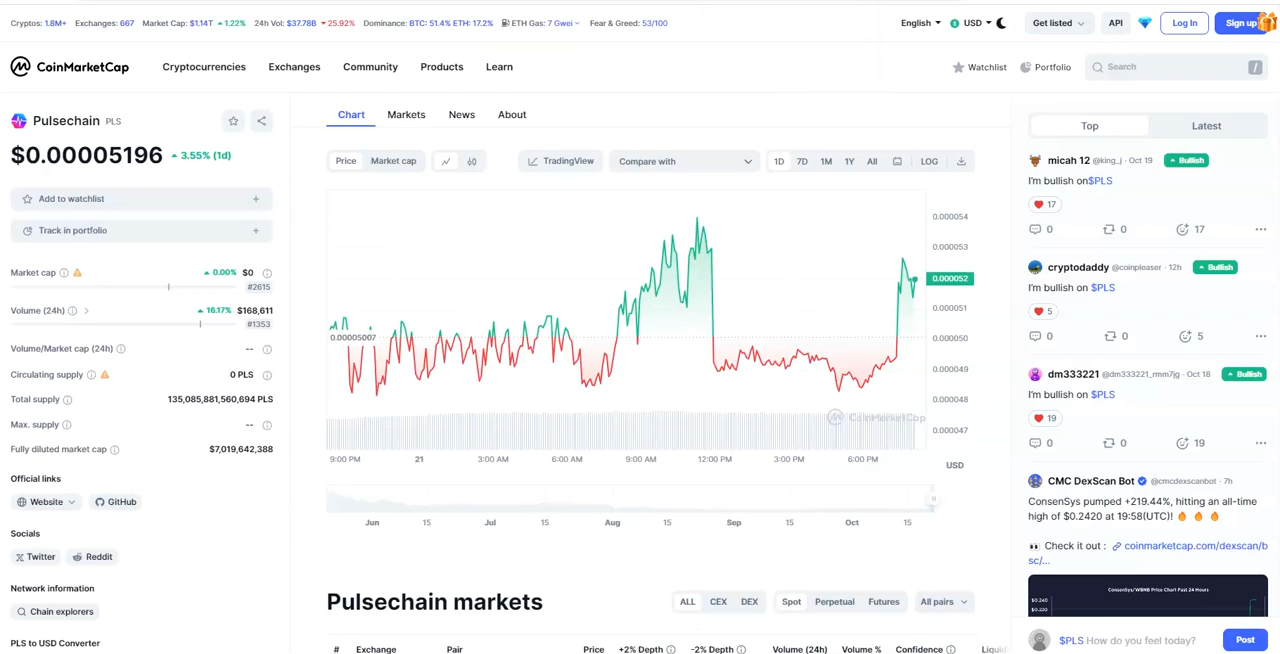 Cryptos: 1.8M+ Exchanges: 667 Market Cap: $1.14T 1.22% 24h Vol: $37.78B 25.92% Dominance: BTC: 51.4% ETH: 17.2% ETH Gas: 7 Gwei Fear & Greed: 53/100
English USD Get listed API Log In Sign up
CoinMarketCap Cryptocurrencies Exchanges Community Products Learn Watchlist Portfolio Search /
Pulsechain PLS
$0.00005196 3.55% (1d)
Add to watchlist +
Track in portfolio +
Market cap 0.00% $0
#2615
Volume (24h) 16.17% $168,611
#1353
Volume/Market cap (24h) --
Circulating supply 0 PLS
Total supply 135,085,881,560,694 PLS
Max. supply --
Fully diluted market cap $7,019,642,388
Official links
Website GitHub
Socials
Twitter Reddit
Network information
Chain explorers
PLS to USD Converter
Chart Markets News About
Price Market cap TradingView Compare with 1D 7D 1M 1Y All LOG
0.000054
0.000053
0.000052
0.000051
0.000050
0.000049
0.000048
0.000047
0.00005007
CoinMarketCap
9:00 PM 21 3:00 AM 6:00 AM 9:00 AM 12:00 PM 3:00 PM 6:00 PM USD
Jun 15 Jul 15 Aug 15 Sep 15 Oct 15
Pulsechain markets ALL CEX DEX Spot Perpetual Futures All pairs
# Exchange Pair Price +2% Depth -2% Depth Volume (24h) Volume % Confidence Liquid
Top Latest
micah 12 @king_j · Oct 19 Bullish
I'm bullish on$PLS
17
0 0 17 ...
cryptodaddy @coinpleaser · 12h Bullish
I'm bullish on $PLS
5
0 0 5 ...
dm333221 @dm333221_rmm7jg · Oct 18 Bullish
I'm bullish on $PLS
19
0 0 19 ...
CMC DexScan Bot @cmcdexscanbot · 7h
ConsenSys pumped +219.44%, hitting an all-time
high of $0.2420 at 19:58(UTC)!
Check it out : coinmarketcap.com/dexscan/b
sc/...
ConsenSys/WBNB Price Chart Past 24 Hours
$0.240
$0.220
$PLS How do you feel today? Post